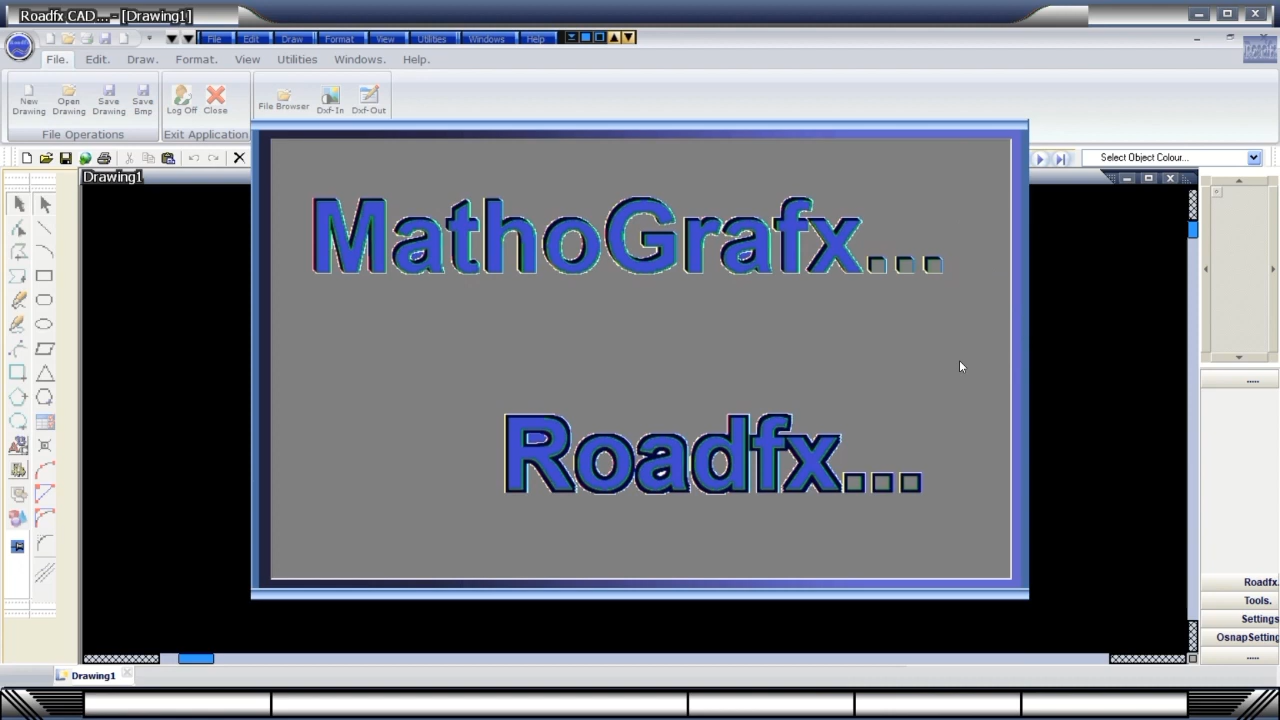 Roadfx CAD... - [Drawing1]
File Edit Draw Format View Utilities Windows Help
File. Edit. Draw. Format. View Utilities Windows. Help.
New Drawing Open Drawing Save Drawing Save Bmp Log Off Close File Browser Dxf-In Dxf-Out
File Operations Exit Application
Select Object Colour...
Drawing1
MathoGrafx...
Roadfx...
.....
Roadfx.
Tools.
Settings
OsnapSetting
.....
Drawing1